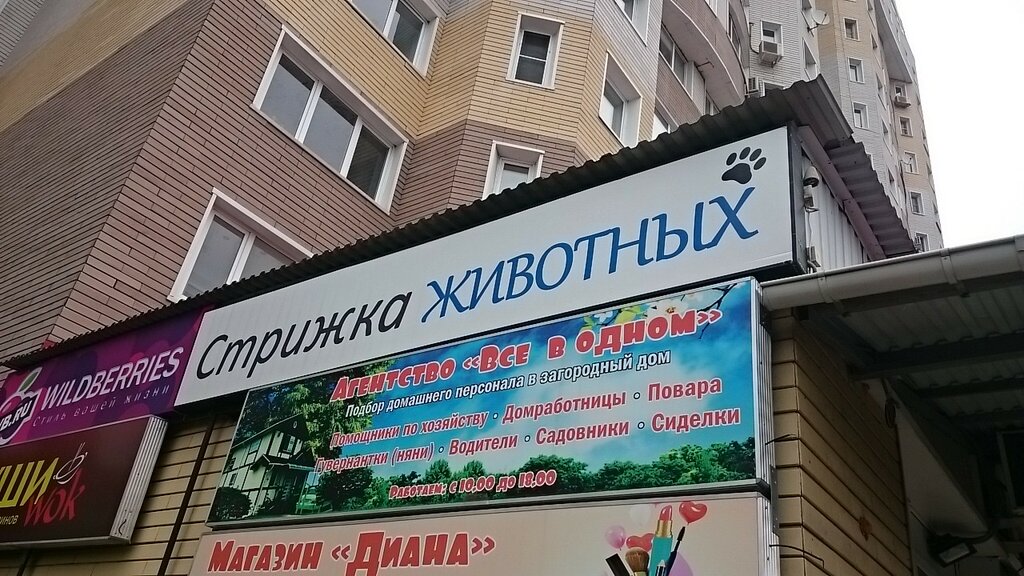 Стрижка животных
WILDBERRIES
Стиль вашей жизни
Агентство «Все в одном»
Подбор домашнего персонала в загородный дом
Помощники по хозяйству • Домработницы • Повара
Гувернантки (няни) • Водители • Садовники • Сиделки
Работаем: с 10.00 до 18.00
wok
Магазин «Диана»